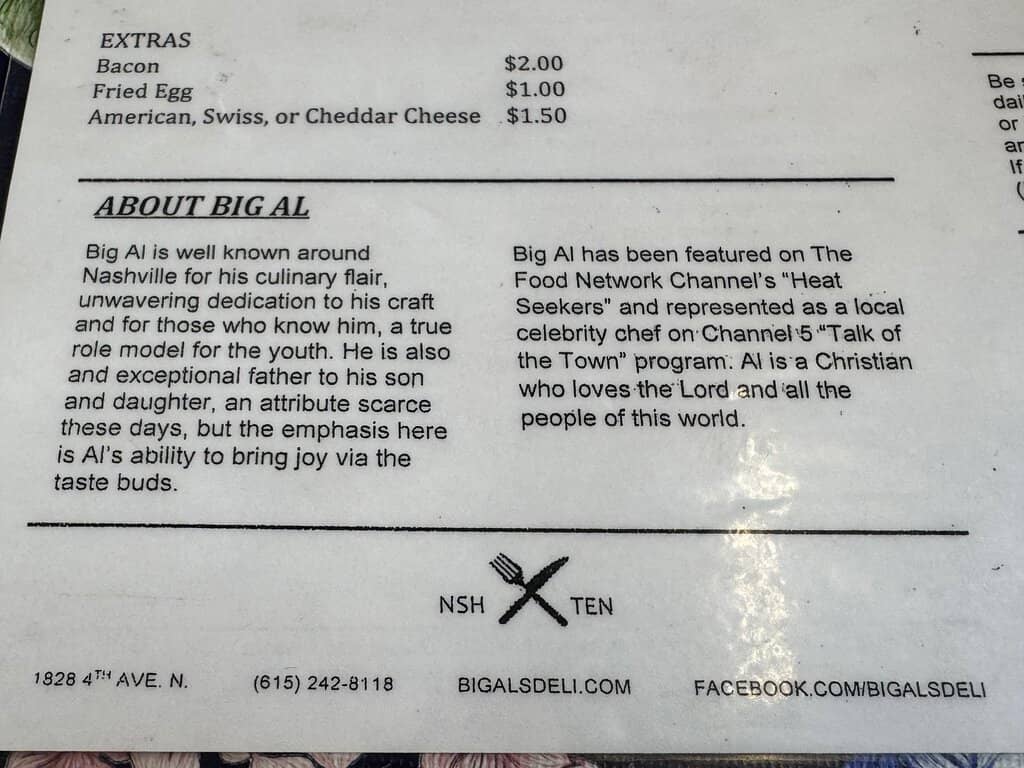 EXTRAS
Bacon $2.00
Fried Egg $1.00
American, Swiss, or Cheddar Cheese $1.50
ABOUT BIG AL
Big Al is well known around
Nashville for his culinary flair,
unwavering dedication to his craft
and for those who know him, a true
role model for the youth. He is also
and exceptional father to his son
and daughter, an attribute scarce
these days, but the emphasis here
is Al's ability to bring joy via the
taste buds.
Big Al has been featured on The
Food Network Channel's "Heat
Seekers" and represented as a local
celebrity chef on Channel 5 "Talk of
the Town" program. Al is a Christian
who loves the Lord and all the
people of this world.
Be
or
If
(
NSH TEN
1828 4TH AVE. N. (615) 242-8118 BIGALSDELI.COM FACEBOOK.COM/BIGALSDELI